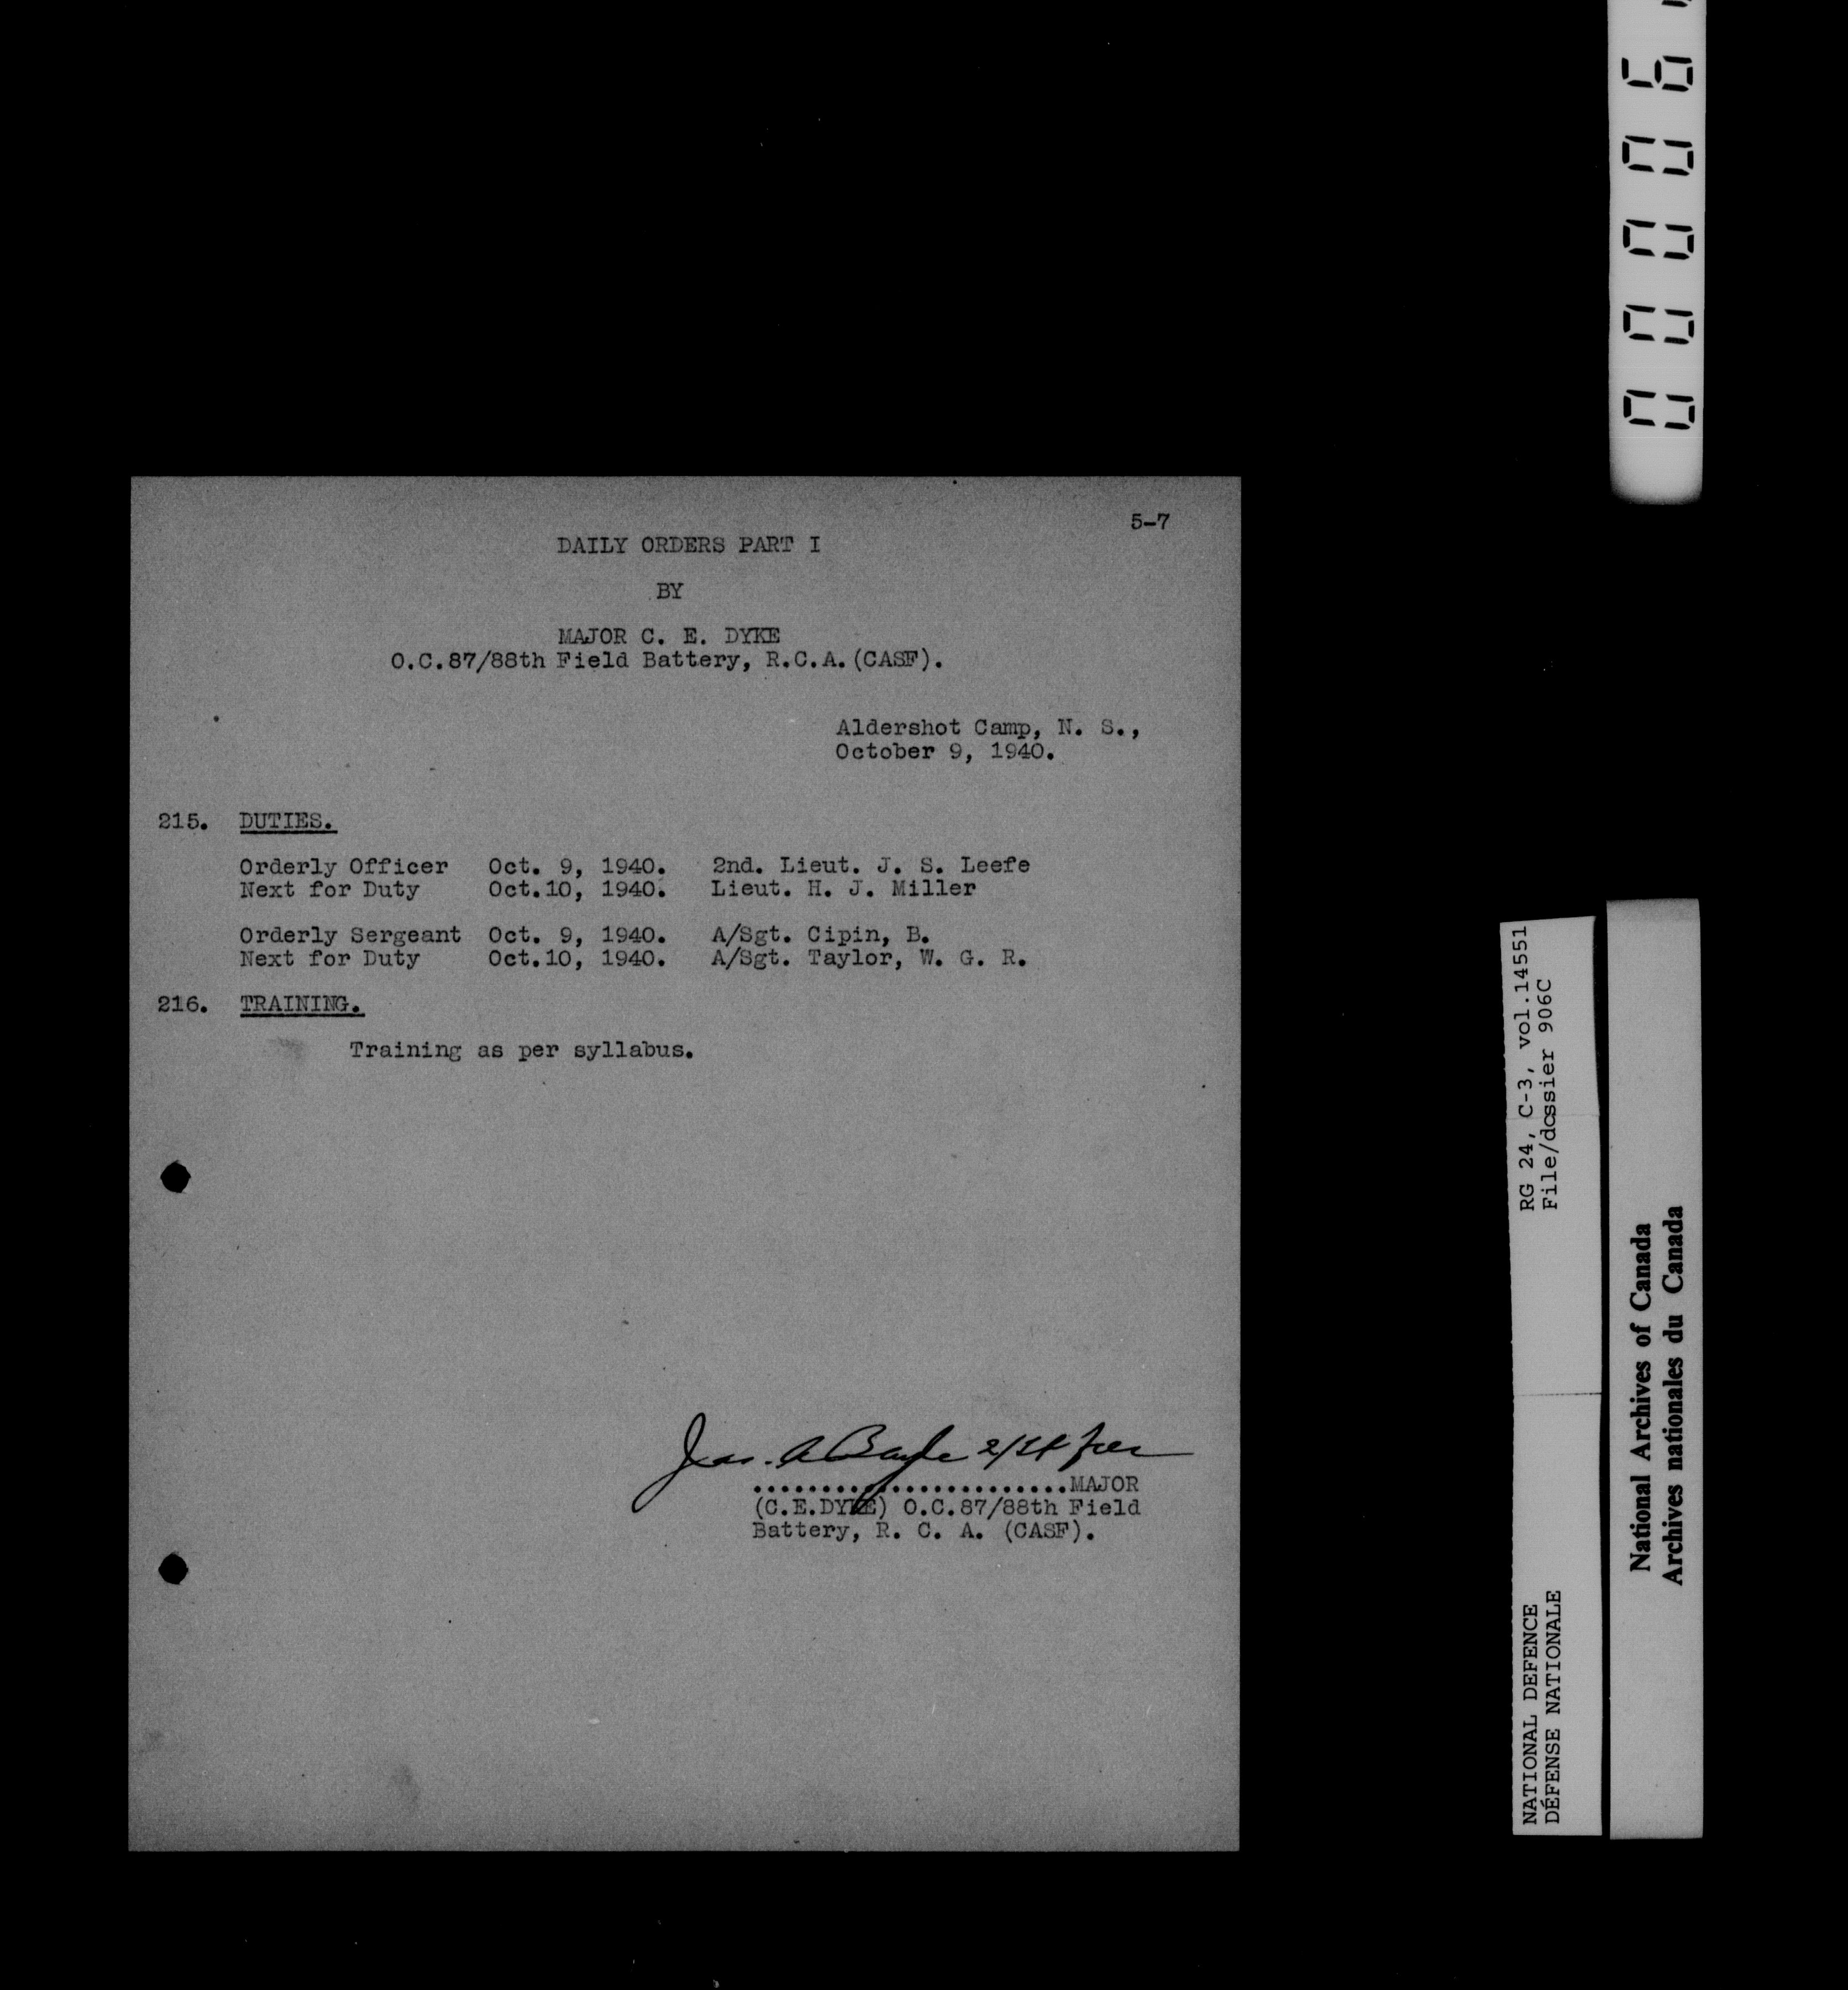 5-7
DAILY ORDERS PART I
BY
MAJOR C. E. DYKE
O.C.87/88th Field Battery, R.C.A.(CASF).
Aldershot Camp, N. S.,
October 9, 1940.
215. DUTIES.
Orderly Officer Oct. 9, 1940. 2nd. Lieut. J. S. Leefe
Next for Duty Oct.10, 1940. Lieut. H. J. Miller
Orderly Sergeant Oct. 9, 1940. A/Sgt. Cipin, B.
Next for Duty Oct.10, 1940. A/Sgt. Taylor, W. G. R.
216. TRAINING.
Training as per syllabus.
Jas. A 2/Lt for
......................MAJOR
(C.E.DYKE) O.C.87/88th Field
Battery, R. C. A. (CASF).
RG 24, C-3, vol.14551
File/dossier 906C
NATIONAL DEFENCE
DÉFENSE NATIONALE
National Archives of Canada
Archives nationales du Canada